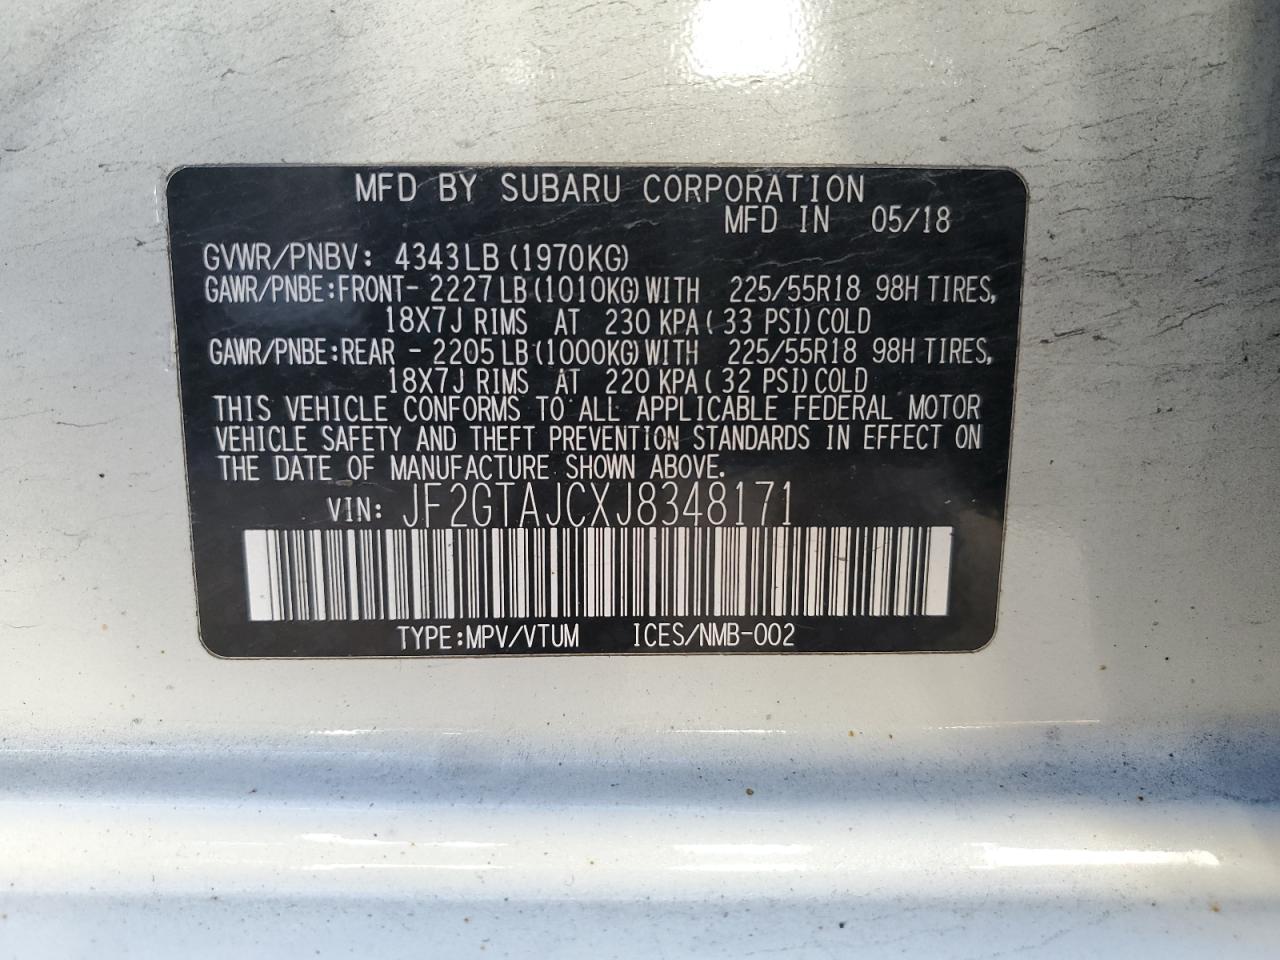 MFD BY SUBARU CORPORATION
MFD IN 05/18
GVWR/PNBV: 4343LB (1970KG)
GAWR/PNBE:FRONT- 2227 LB (1010KG) WITH 225/55R18 98H TIRES,
18X7J RIMS AT 230 KPA ( 33 PSI) COLD
GAWR/PNBE:REAR - 2205 LB (1000KG) WITH 225/55R18 98H TIRES,
18X7J RIMS AT 220 KPA ( 32 PSI) COLD
THIS VEHICLE CONFORMS TO ALL APPLICABLE FEDERAL MOTOR
VEHICLE SAFETY AND THEFT PREVENTION STANDARDS IN EFFECT ON
THE DATE OF MANUFACTURE SHOWN ABOVE.
VIN: JF2GTAJCXJ8348171
TYPE:MPV/VTUM ICES/NMB-002